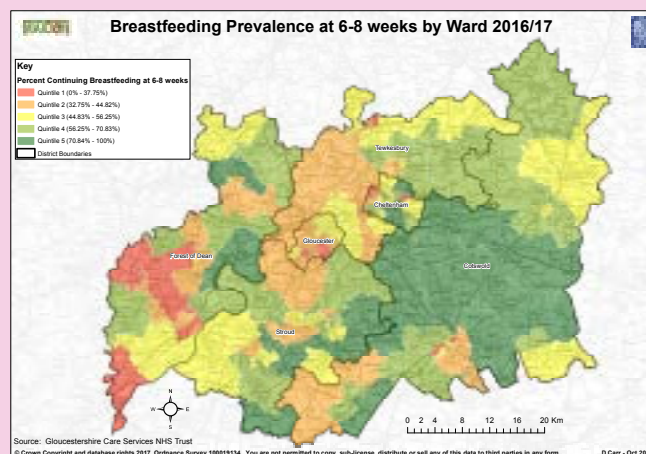 Breastfeeding Prevalence at 6-8 weeks by Ward 2016/17
Key
Percent Continuing Breastfeeding at 6-8 weeks
Quintile 1 (0% - 37.75%)
Quintile 2 (32.75% - 44.82%)
Quintile 3 (44.83% - 56.25%)
Quintile 4 (56.25% - 70.83%)
Quintile 5 (70.84% - 100%)
District Boundaries
Tewkesbury
Cheltenham
Gloucester
Forest of Dean
Cotswold
Stroud
N
W E
S
0 2 4 8 12 16 20 Km
Source: Gloucestershire Care Services NHS Trust
© Crown Copyright and database rights 2017. Ordnance Survey 100019134. You are not permitted to copy, sub-license, distribute or sell any of this data to third parties in any form. D Carr - Oct 20